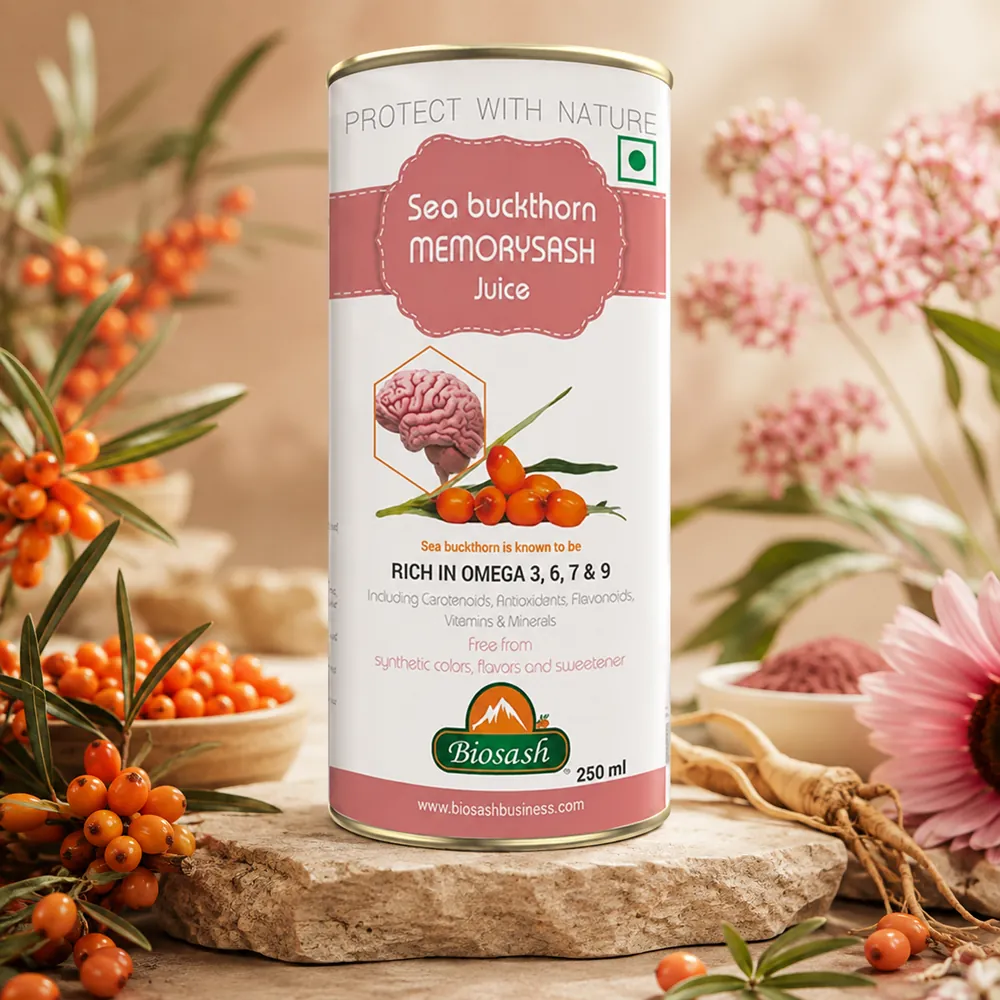 PROTECT WITH NATURE
Sea buckthorn
MEMORYSASH
Juice
Sea buckthorn is known to be
RICH IN OMEGA 3, 6, 7 & 9
Including Carotenoids, Antioxidents, Flavonoids,
Vitamins & Minerals
Free from
synthetic colors, flavors and sweetener
Biosash
250 ml
www.biosashbusiness.com